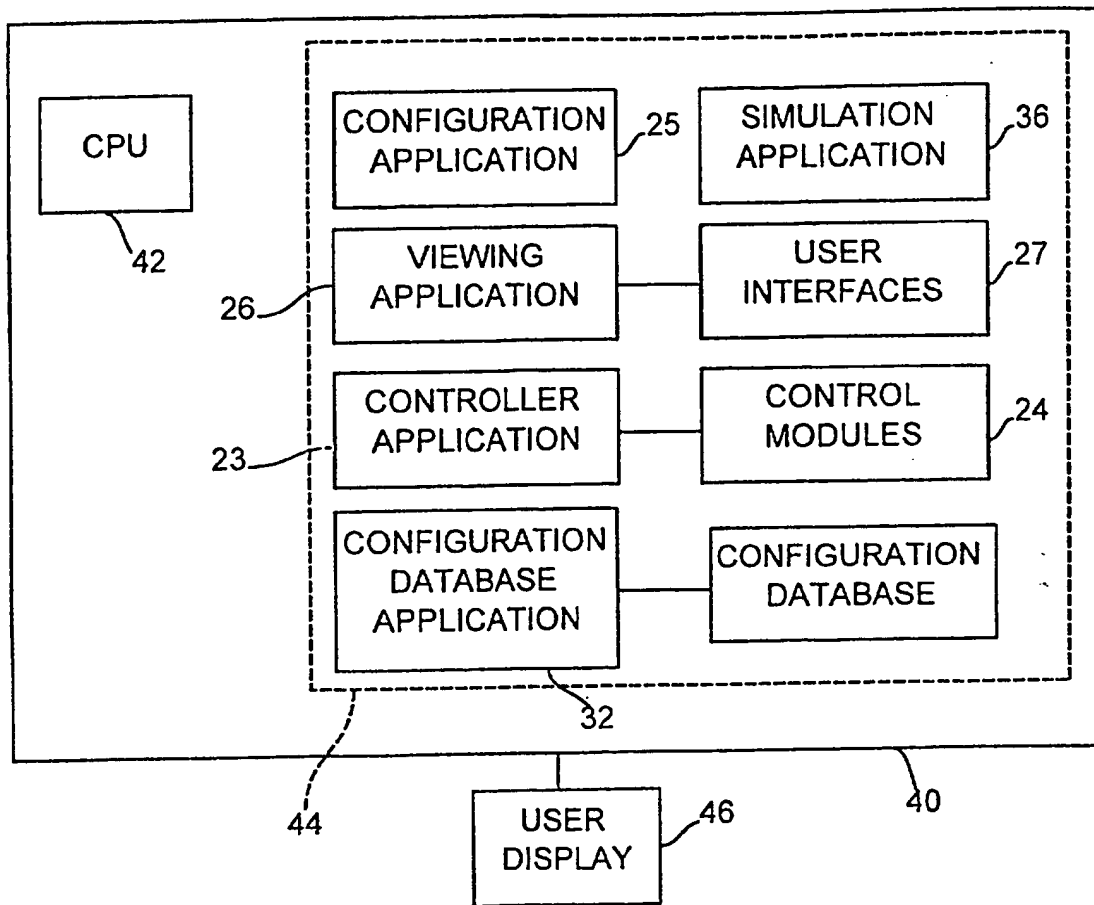 CPU
42
CONFIGURATION
APPLICATION
25
SIMULATION
APPLICATION
36
VIEWING
APPLICATION
26
USER
INTERFACES
27
CONTROLLER
APPLICATION
23
CONTROL
MODULES
24
CONFIGURATION
DATABASE
APPLICATION
32
CONFIGURATION
DATABASE
44
40
USER
DISPLAY
46